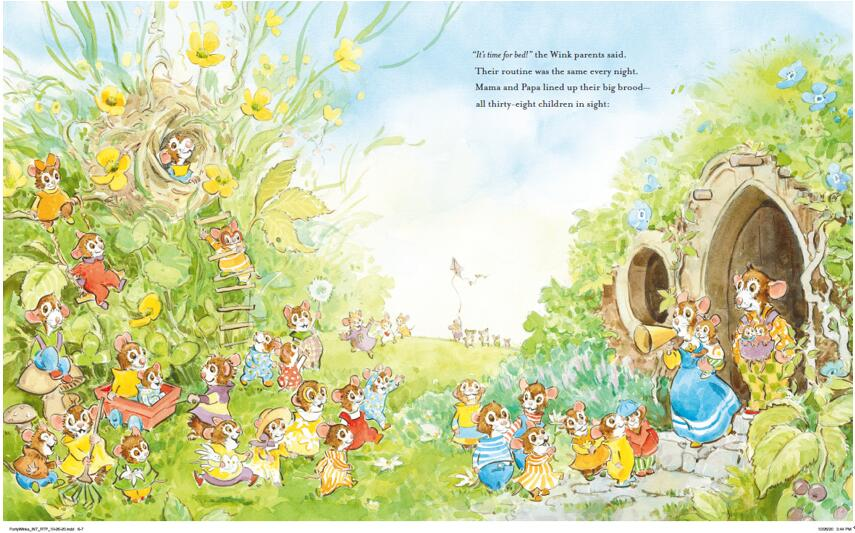 “It’s time for bed!” the Wink parents said.
Their routine was the same every night.
Mama and Papa lined up their big brood—
all thirty-eight children in sight:
FortyWinks_INT_RTP_10-26-20.indd 6-7
10/26/20 3:44 PM